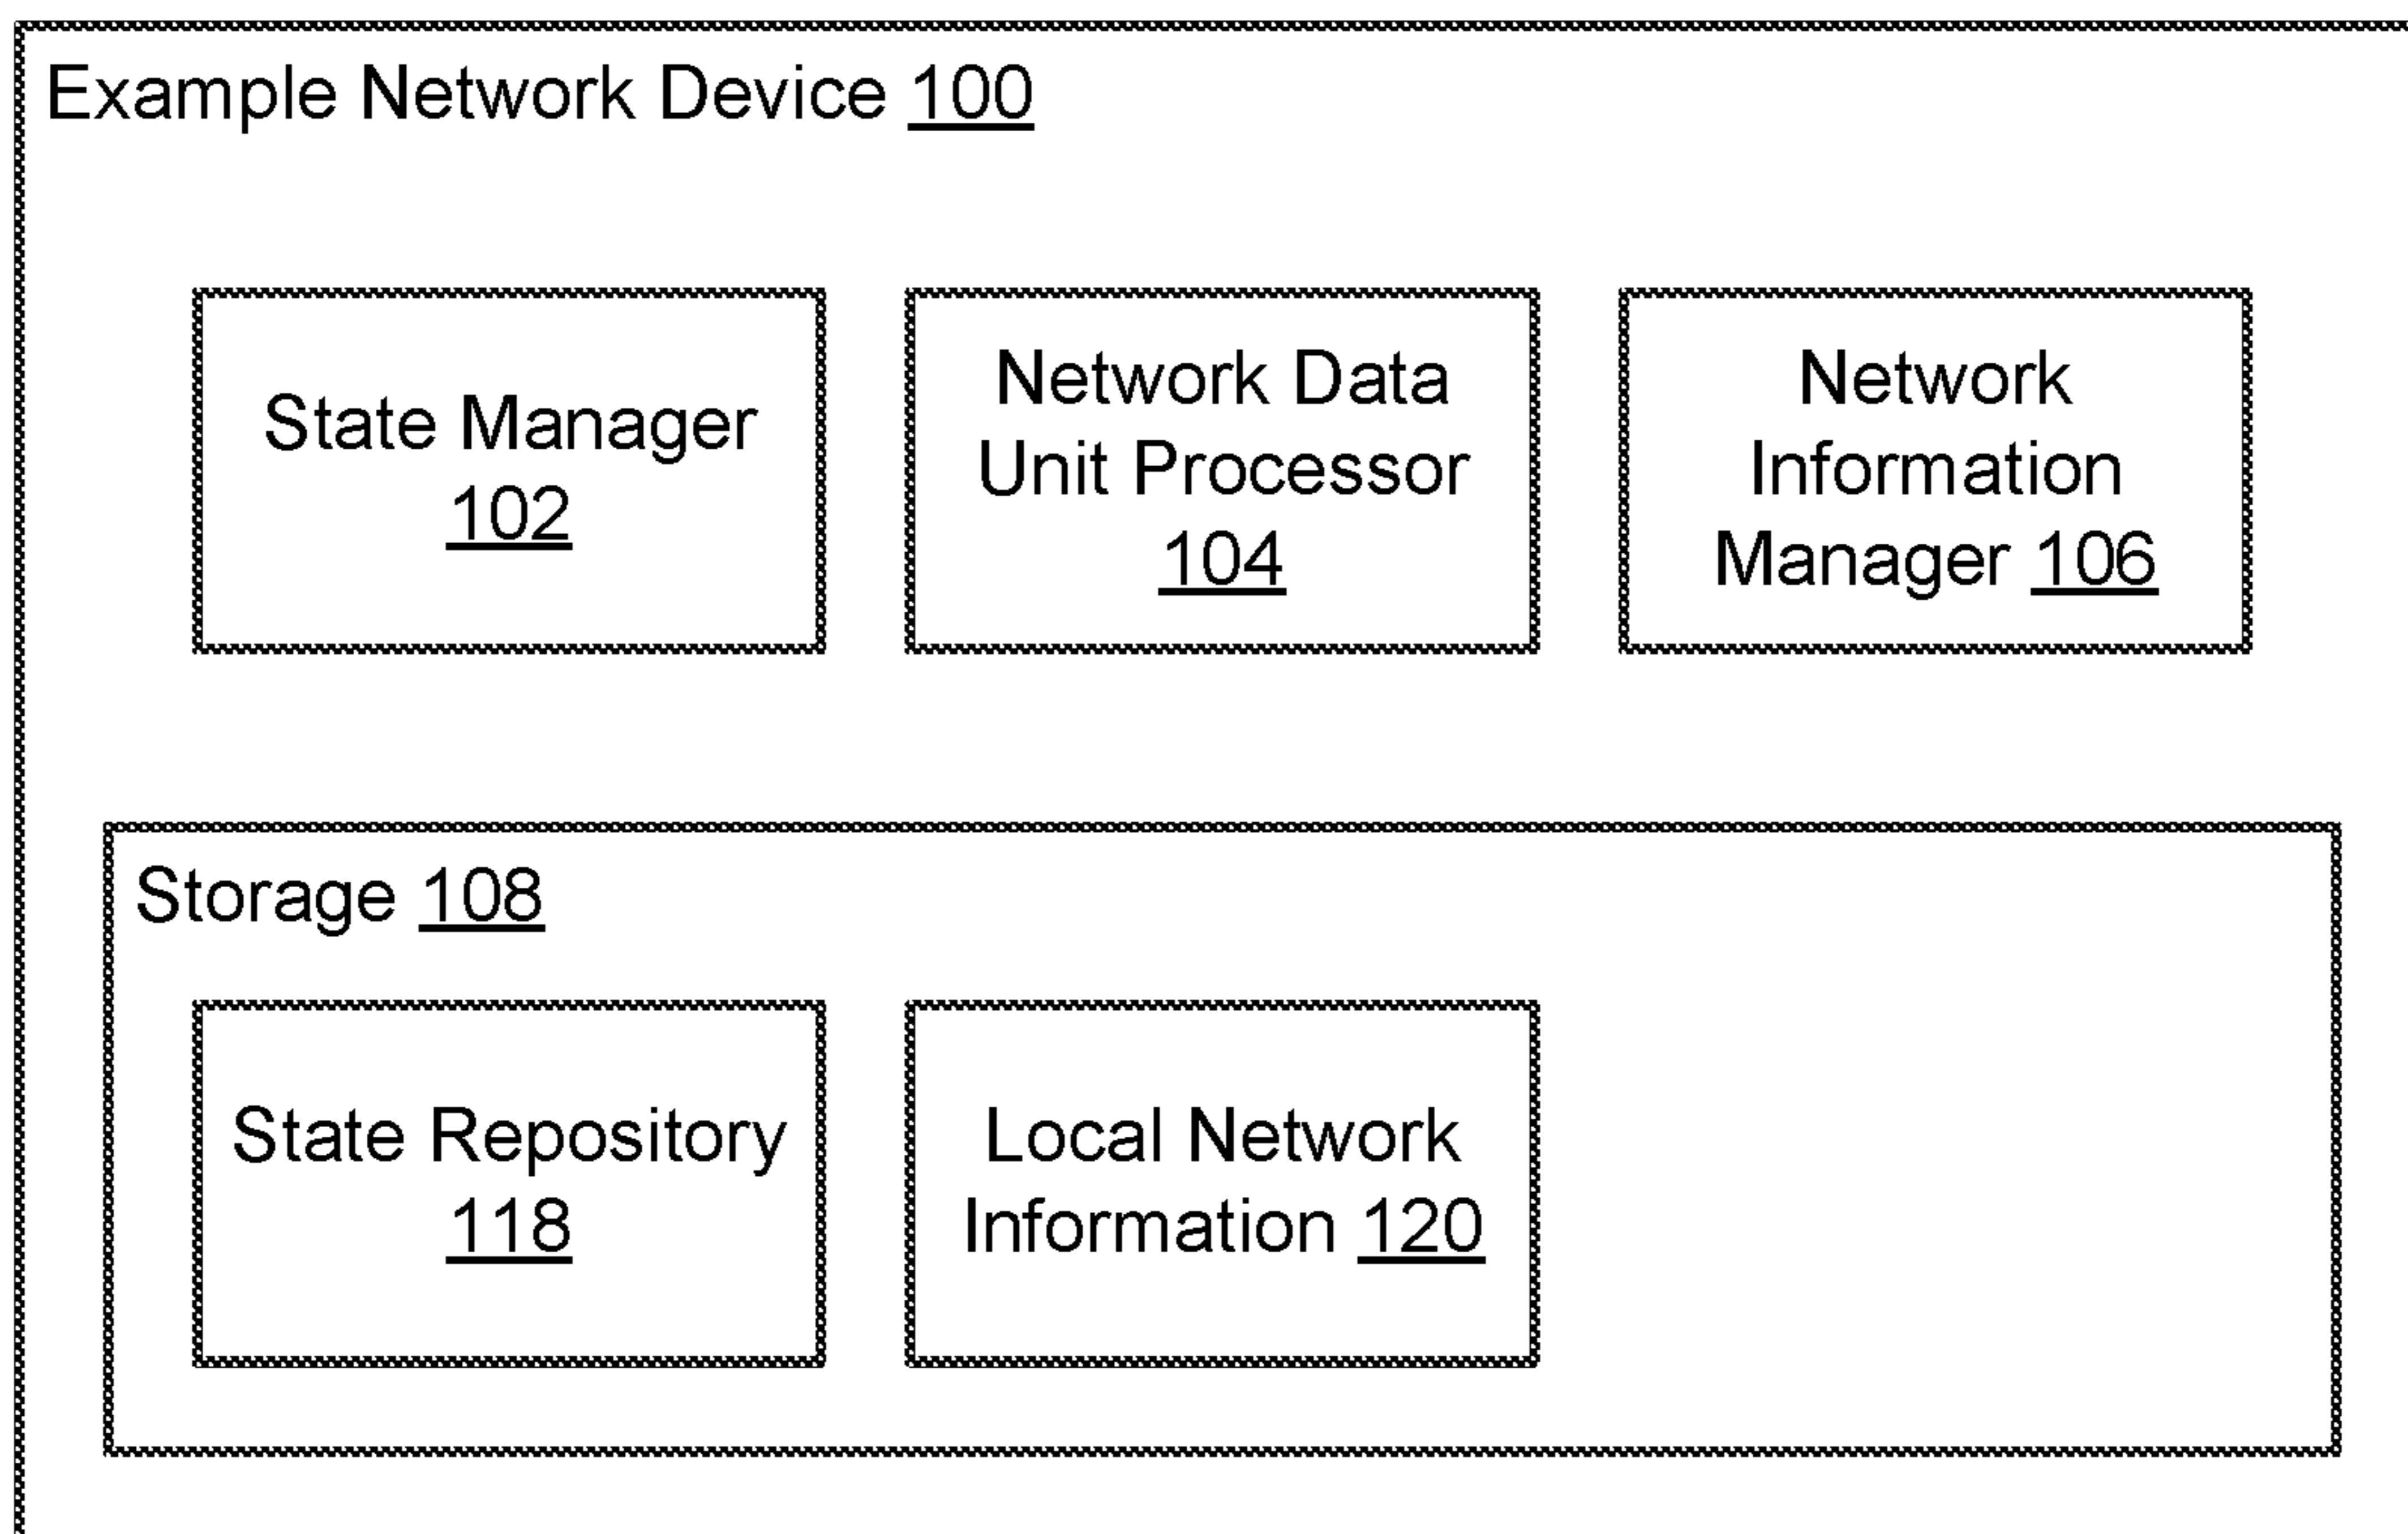 Example Network Device 100
State Manager
102
Network Data
Unit Processor
104
Network
Information
Manager 106
Storage 108
State Repository
118
Local Network
Information 120